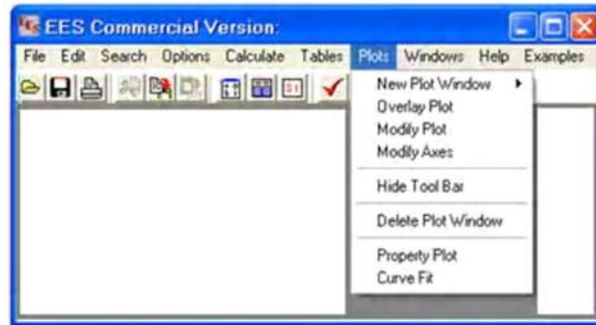 EES Commercial Version:
File Edit Search Options Calculate Tables Plots Windows Help Examples
New Plot Window
Overlay Plot
Modify Plot
Modify Axes
Hide Tool Bar
Delete Plot Window
Property Plot
Curve Fit